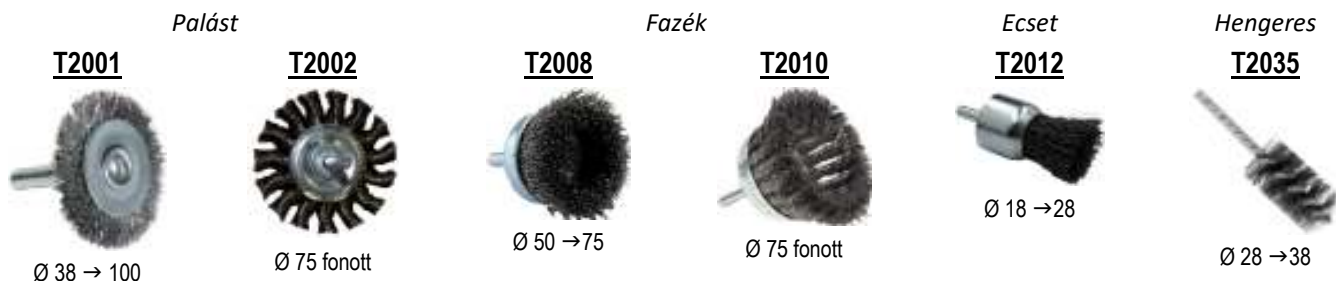 Palást Fazék Ecset Hengeres
T2001 T2002 T2008 T2010 T2012 T2035
Ø 38 → 100
Ø 75 fonott
Ø 50 →75
Ø 75 fonott
Ø 18 →28
Ø 28 →38